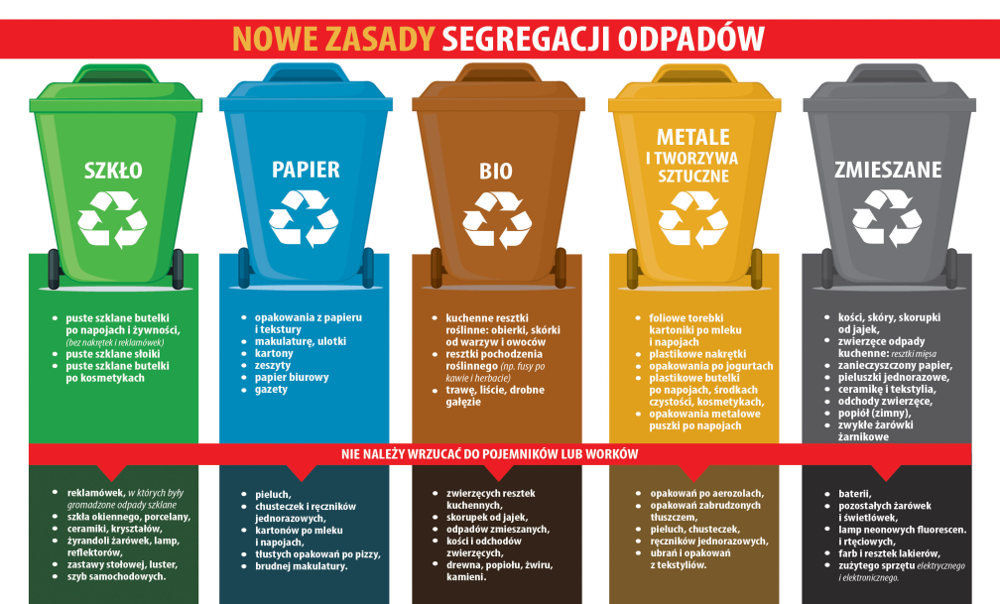 NOWE ZASADY SEGREGACJI ODPADÓW
SZKŁO
• puste szklane butelki
po napojach i żywności,
(bez nakrętek i reklamówek)
• puste szklane słoiki
• puste szklane butelki
po kosmetykach
PAPIER
• opakowania z papieru
i tektury
• makulaturę, ulotki
• kartony
• zeszyty
• papier biurowy
• gazety
BIO
• kuchenne resztki
roślinne: obierki, skórki
od warzyw i owoców
• resztki pochodzenia
roślinnego (np. fusy po
kawie i herbacie)
• trawę, liście, drobne
gałęzie
METALE
I TWORZYWA
SZTUCZNE
• foliowe torebki
kartoniki po mleku
i napojach
• plastikowe nakrętki
• opakowania po jogurtach
• plastikowe butelki
po napojach, środkach
czystości, kosmetykach,
• opakowania metalowe
puszki po napojach
ZMIESZANE
• kości, skóry, skorupki
od jajek,
• zwierzęce odpady
kuchenne: resztki mięsa
• zanieczyszczony papier,
• pieluszki jednorazowe,
• ceramikę i tekstylia,
• odchody zwierzęce,
• popiół (zimny),
• zwykłe żarówki
żarnikowe
NIE NALEŻY WRZUCAĆ DO POJEMNIKÓW LUB WORKÓW
• reklamówek, w których były
gromadzone odpady szklane
• szkła okiennego, porcelany,
• ceramiki, kryształów,
• żyrandoli żarówek, lamp,
reflektorów,
• zastawy stołowej, luster,
• szyb samochodowych.
• pieluch,
• chusteczek i ręczników
jednorazowych,
• kartonów po mleku
i napojach,
• tłustych opakowań po pizzy,
• brudnej makulatury.
• zwierzęcych resztek
kuchennych,
• skorupek od jajek,
• odpadów zmieszanych,
• kości i odchodów
zwierzęcych,
• drewna, popiołu, żwiru,
kamieni.
• opakowań po aerozolach,
• opakowań zabrudzonych
tłuszczem,
• pieluch, chusteczek,
• ręczników jednorazowych,
• ubrań i opakowań
z tekstyliów.
• baterii,
• pozostałych żarówek
i świetlówek,
• lamp neonowych fluorescen.
i rtęciowych,
• farb i resztek lakierów,
• zużytego sprzętu elektrycznego
i elektronicznego.